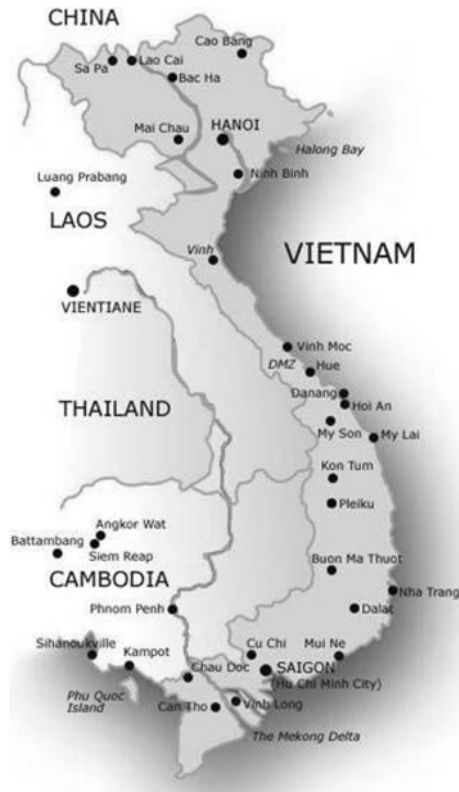 CHINA
Cao Bang
Sa Pa
Lao Cai
Bac Ha
Mai Chau
HANOI
Halong Bay
Luang Prabang
Ninh Binh
LAOS
Vinh
VIETNAM
VIENTIANE
Vinh Moc
DMZ
Hue
Danang
Hoi An
THAILAND
My Son
My Lai
Kon Tum
Pleiku
Angkor Wat
Battambang
Siem Reap
Buon Ma Thuot
CAMBODIA
Nha Trang
Phnom Penh
Dalat
Sihanoukville
Kampot
Cu Chi
Mui Ne
Chau Doc
SAIGON
(Hu Chi Minh City)
Phu Quoc
Island
Can Tho
Vinh Long
The Mekong Delta